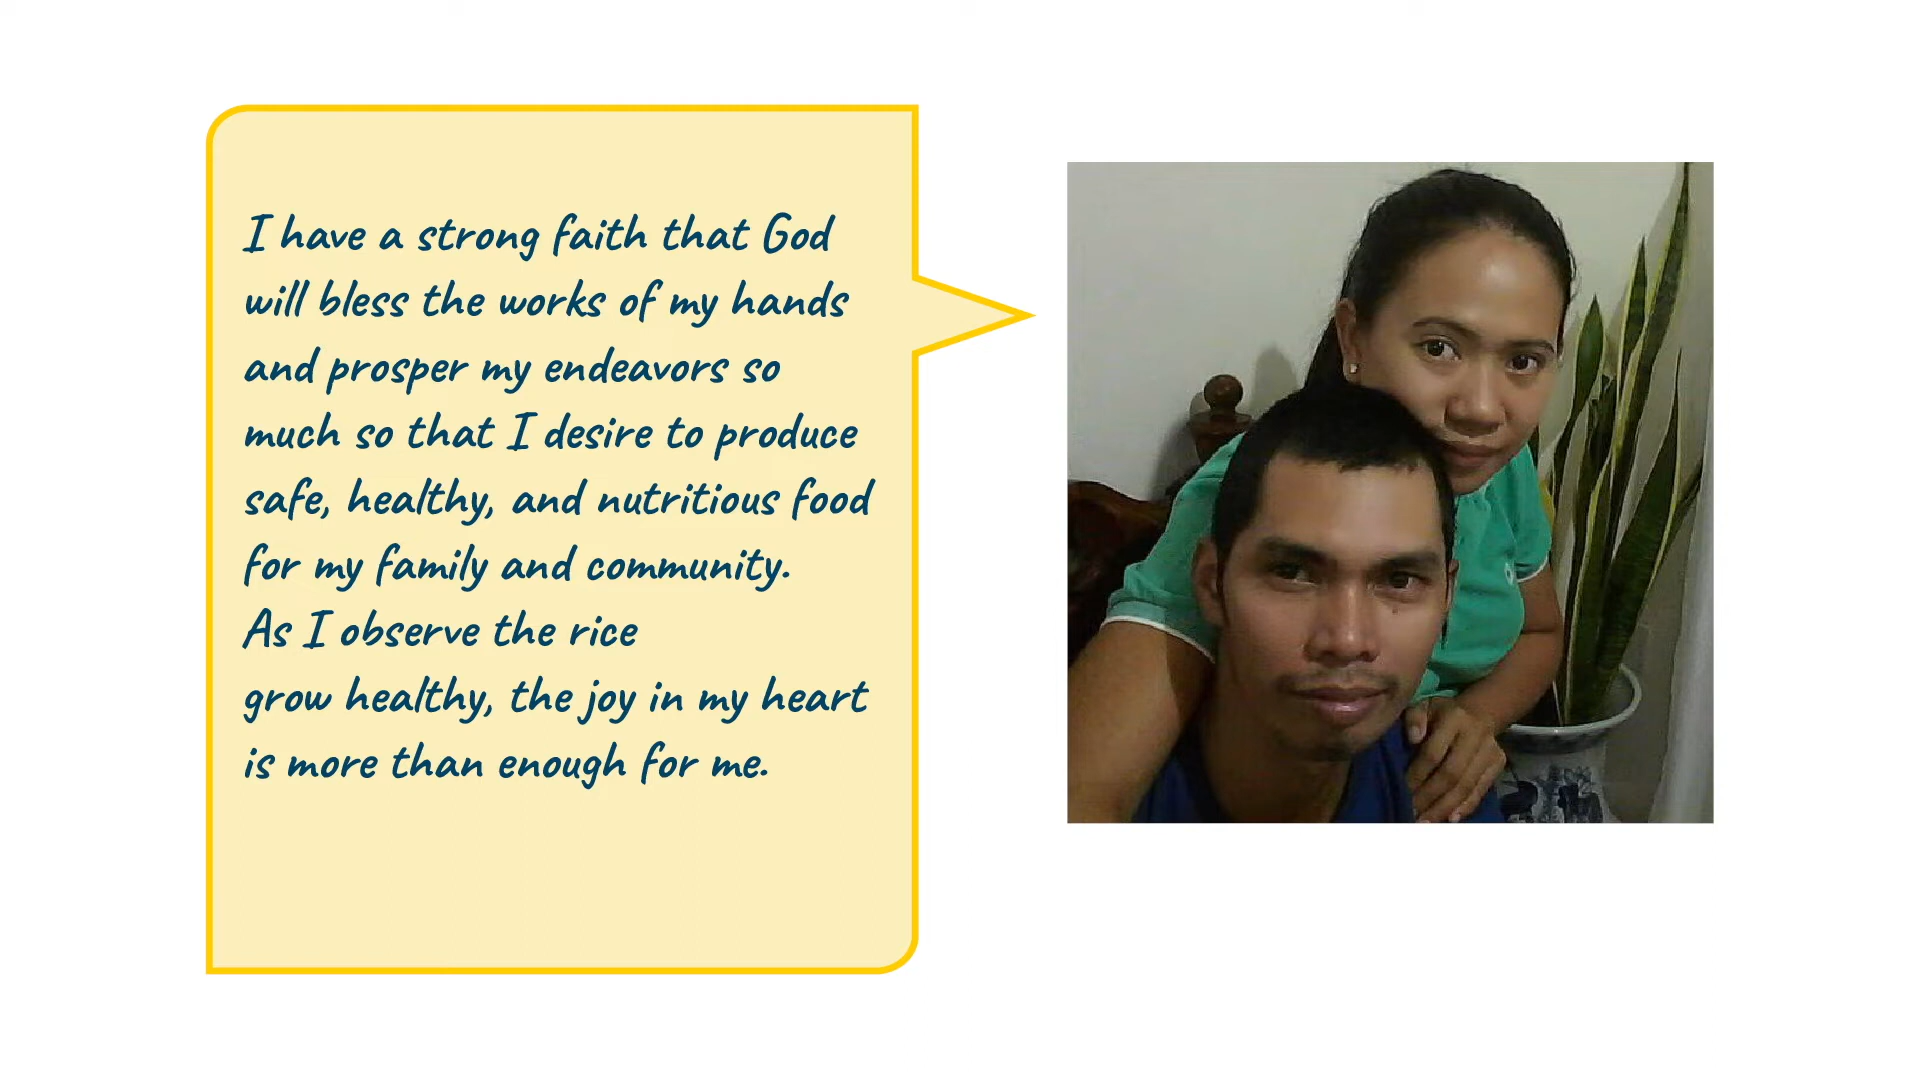 I have a strong faith that God
will bless the works of my hands
and prosper my endeavors so
much so that I desire to produce
safe, healthy, and nutritious food
for my family and community.
As I observe the rice
grow healthy, the joy in my heart
is more than enough for me.